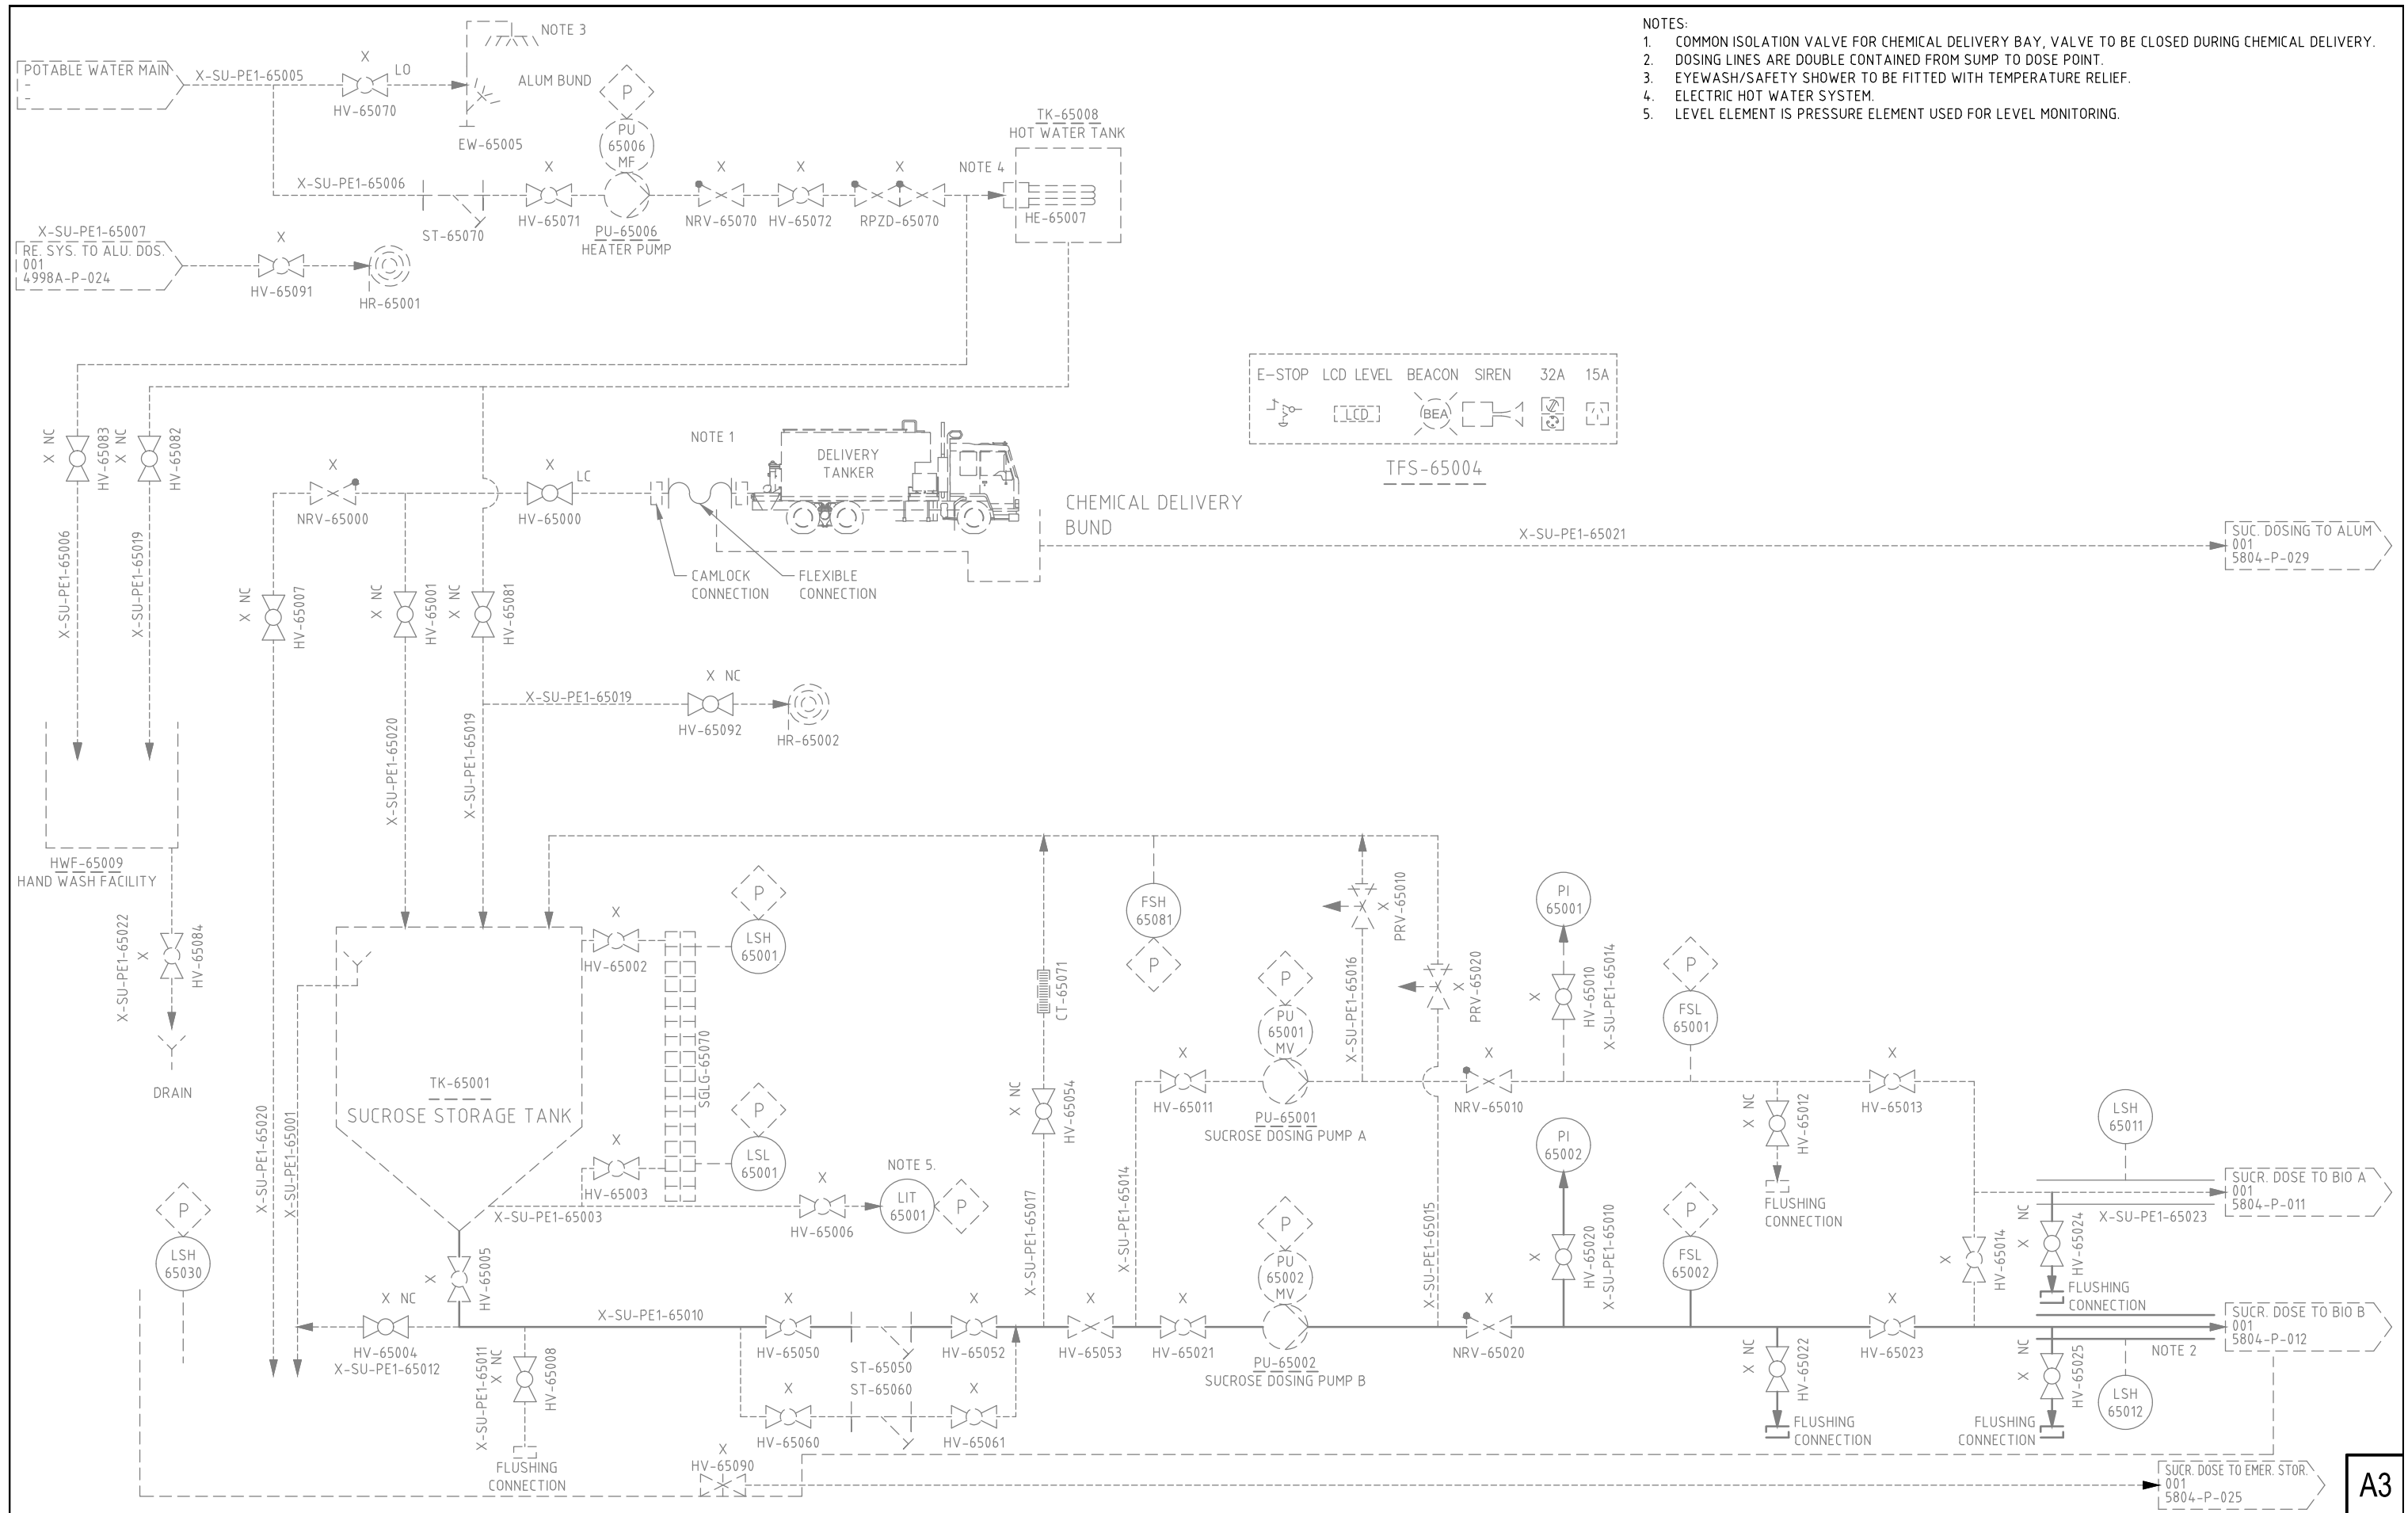 NOTES:
1. COMMON ISOLATION VALVE FOR CHEMICAL DELIVERY BAY, VALVE TO BE CLOSED DURING CHEMICAL DELIVERY.
2. DOSING LINES ARE DOUBLE CONTAINED FROM SUMP TO DOSE POINT.
3. EYEWASH/SAFETY SHOWER TO BE FITTED WITH TEMPERATURE RELIEF.
4. ELECTRIC HOT WATER SYSTEM.
5. LEVEL ELEMENT IS PRESSURE ELEMENT USED FOR LEVEL MONITORING.
POTABLE WATER MAIN
-
-
X-SU-PE1-65005
X
LO
HV-65070
NOTE 3
ALUM BUND
EW-65005
P
PU
65006
MF
PU-65006
HEATER PUMP
X-SU-PE1-65006
ST-65070
X
HV-65071
X
NRV-65070
X
HV-65072
X
RPZD-65070
NOTE 4
TK-65008
HOT WATER TANK
HE-65007
X-SU-PE1-65007
RE. SYS. TO ALU. DOS.
001
4998A-P-024
X
HV-65091
HR-65001
E-STOP
LCD LEVEL
BEACON
SIREN
32A
15A
LCD
BEA
TFS-65004
X NC
HV-65083
X NC
HV-65082
X-SU-PE1-65006
X-SU-PE1-65019
X
NRV-65000
X
LC
HV-65000
NOTE 1
DELIVERY
TANKER
CAMLOCK
CONNECTION
FLEXIBLE
CONNECTION
CHEMICAL DELIVERY
BUND
X-SU-PE1-65021
SUC. DOSING TO ALUM
001
5804-P-029
X NC
HV-65007
X NC
HV-65001
X NC
HV-65081
X-SU-PE1-65019
X NC
HV-65092
HR-65002
X-SU-PE1-65020
X-SU-PE1-65019
HWF-65009
HAND WASH FACILITY
X-SU-PE1-65022
X
HV-65084
DRAIN
X-SU-PE1-65020
X-SU-PE1-65001
TK-65001
SUCROSE STORAGE TANK
X
HV-65002
P
LSH
65001
SGLG-65070
P
LSL
65001
X
HV-65003
X-SU-PE1-65003
X
HV-65006
NOTE 5.
LIT
65001
P
P
LSH
65030
X
HV-65005
X NC
HV-65004
X-SU-PE1-65012
X-SU-PE1-65010
X-SU-PE1-65011
X NC
HV-65008
FLUSHING
CONNECTION
X
HV-65050
ST-65050
X
HV-65052
X
HV-65060
ST-65060
X
HV-65061
X
HV-65090
CT-65071
X NC
HV-65054
X-SU-PE1-65017
X
HV-65053
X-SU-PE1-65014
FSH
65081
P
X
HV-65011
P
PU
65001
MV
PU-65001
SUCROSE DOSING PUMP A
X
HV-65021
P
PU
65002
MV
PU-65002
SUCROSE DOSING PUMP B
X
PRV-65010
X-SU-PE1-65016
X
PRV-65020
X-SU-PE1-65015
X
NRV-65010
X
NRV-65020
PI
65001
X
HV-65010
X-SU-PE1-65014
P
FSL
65001
PI
65002
X
HV-65020
X-SU-PE1-65010
P
FSL
65002
X NC
HV-65012
FLUSHING
CONNECTION
X
HV-65013
X NC
HV-65022
FLUSHING
CONNECTION
X
HV-65023
X
HV-65014
LSH
65011
SUCR. DOSE TO BIO A
001
5804-P-011
X-SU-PE1-65023
X NC
HV-65024
FLUSHING
CONNECTION
SUCR. DOSE TO BIO B
001
5804-P-012
NOTE 2
X NC
HV-65025
FLUSHING
CONNECTION
LSH
65012
SUCR. DOSE TO EMER. STOR.
001
5804-P-025
A3